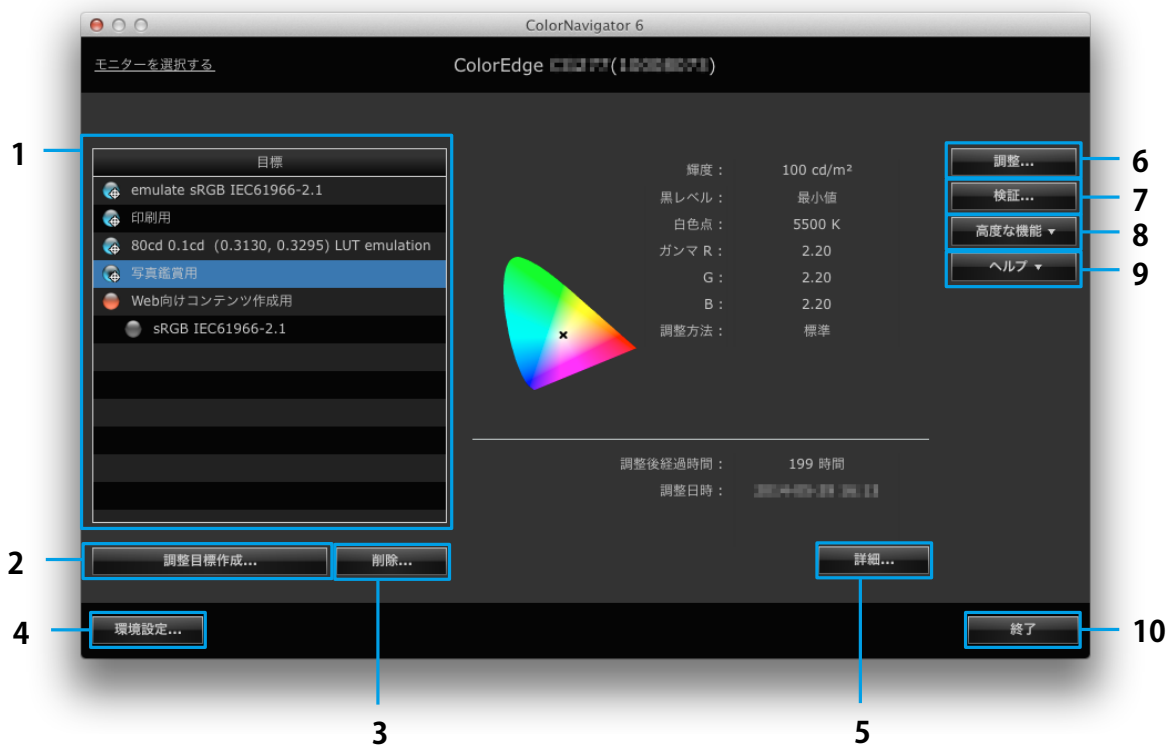 ColorNavigator 6
モニターを選択する
ColorEdge
1
目標
emulate sRGB IEC61966-2.1
印刷用
80cd 0.1cd (0.3130, 0.3295) LUT emulation
写真鑑賞用
Web向けコンテンツ作成用
sRGB IEC61966-2.1
輝度 : 100 cd/m²
黒レベル : 最小値
白色点 : 5500 K
ガンマ R : 2.20
G : 2.20
B : 2.20
調整方法 : 標準
調整後経過時間 : 199 時間
調整日時 :
調整... 6
検証... 7
高度な機能 ▼ 8
ヘルプ ▼ 9
2 調整目標作成...
削除...
詳細...
4 環境設定...
終了 10
3
5